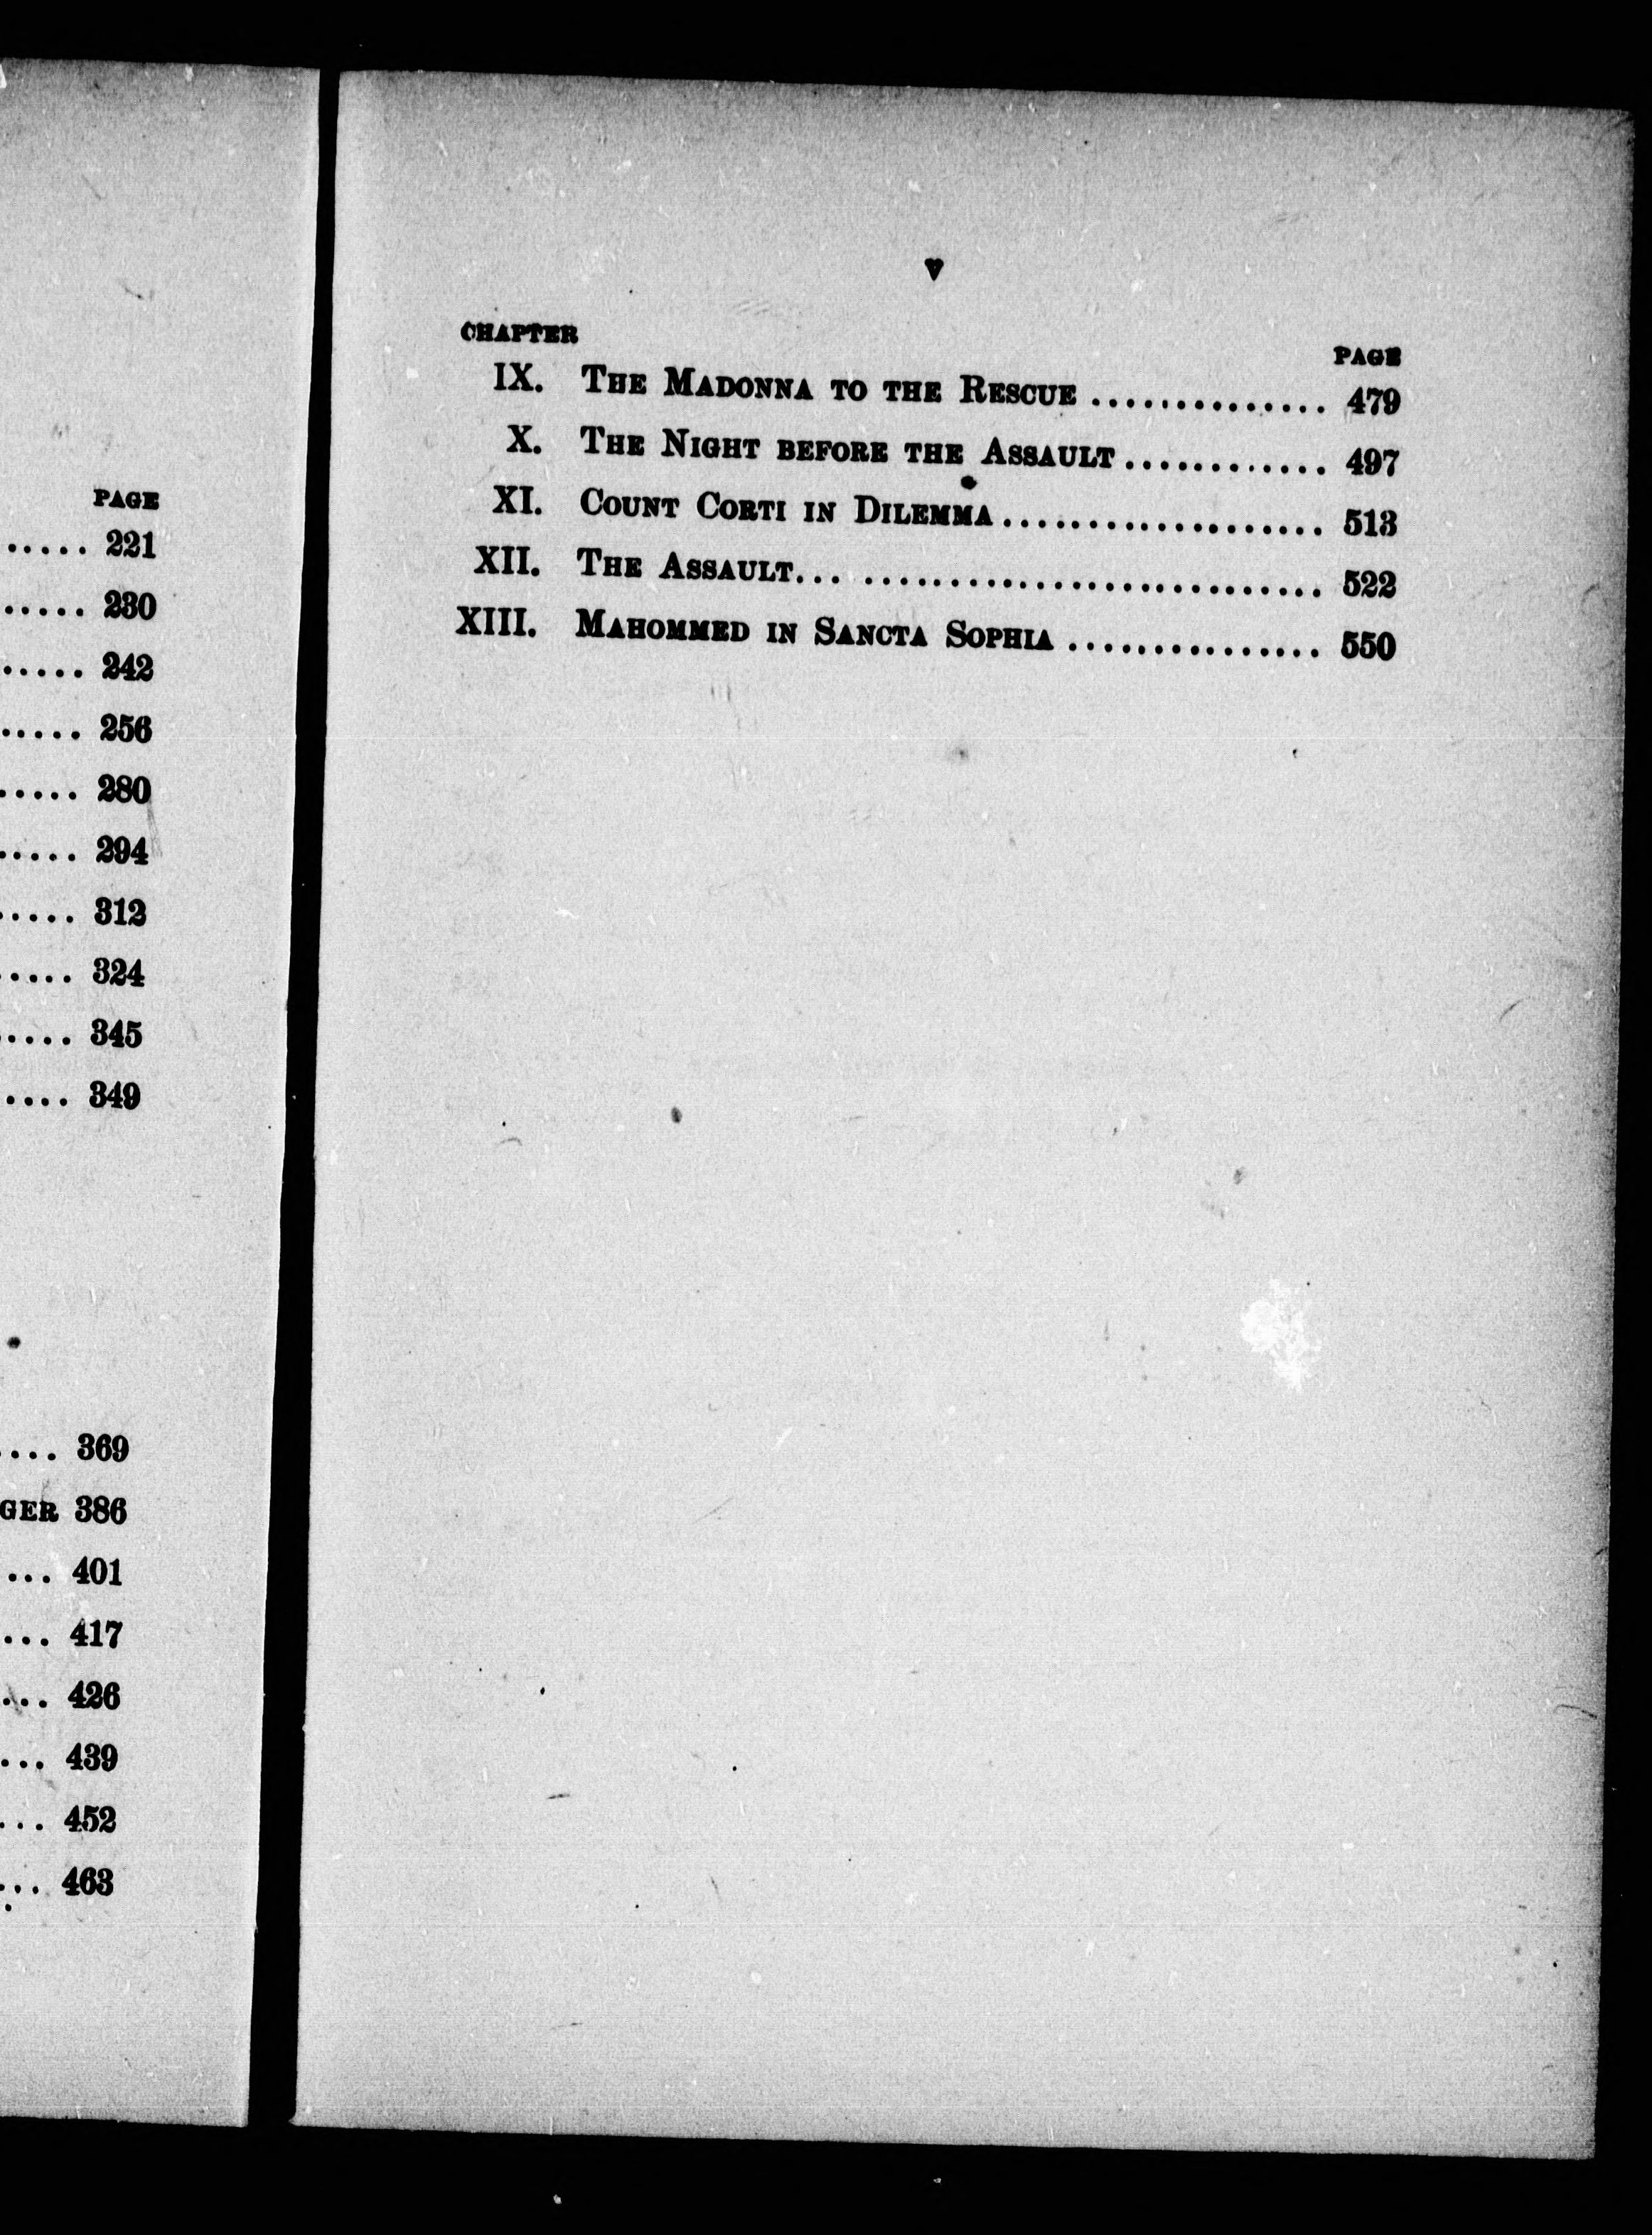 PAGE
..... 221
..... 230
..... 242
..... 256
..... 280
..... 294
..... 312
..... 324
..... 345
.... 349
.... 369
GER 386
... 401
... 417
... 426
... 439
... 452
... 463
v
CHAPTER PAGE
IX. THE MADONNA TO THE RESCUE .............. 479
X. THE NIGHT BEFORE THE ASSAULT ............ 497
XI. COUNT CORTI IN DILEMMA ................... 513
XII. THE ASSAULT... ........................... 522
XIII. MAHOMMED IN SANCTA SOPHIA ............... 550